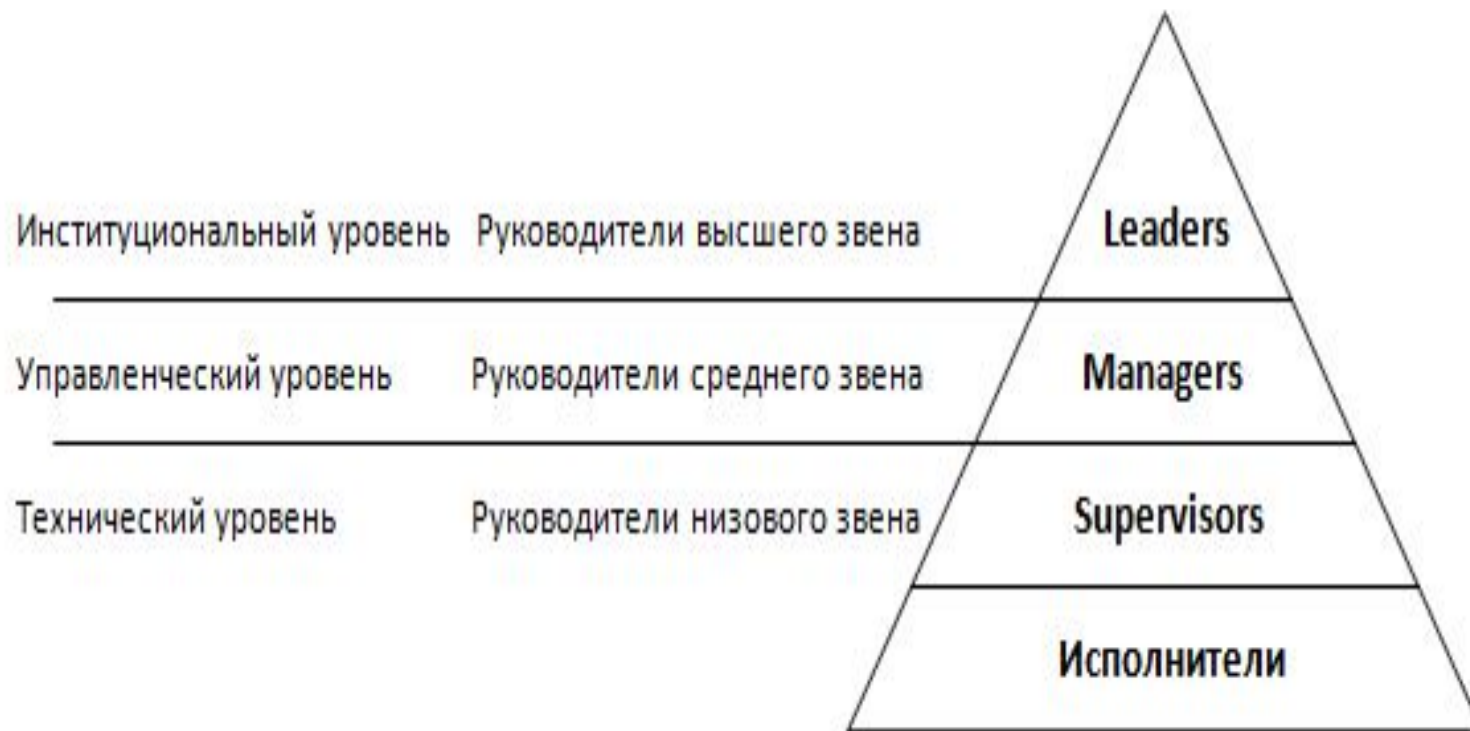 Институциональный уровень Руководители высшего звена Leaders
Управленческий уровень Руководители среднего звена Managers
Технический уровень Руководители низового звена Supervisors
Исполнители